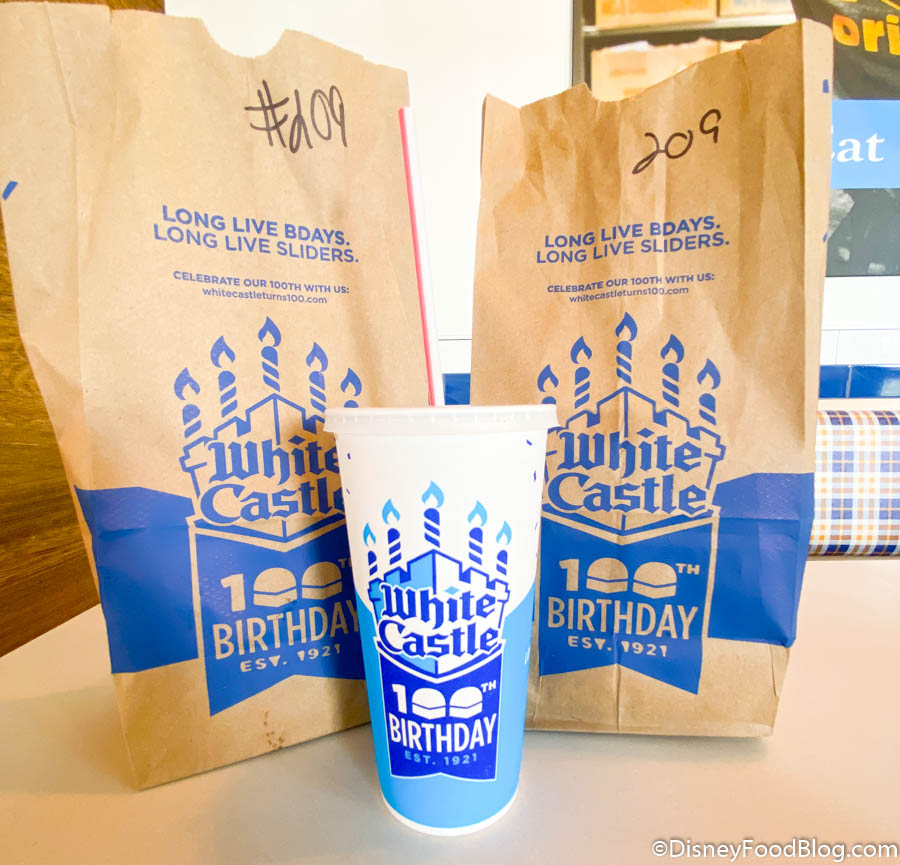 #209
LONG LIVE BDAYS.
LONG LIVE SLIDERS.
CELEBRATE OUR 100TH WITH US:
whitecastleturns100.com
White
Castle
100TH
BIRTHDAY
EST. 1921
209
LONG LIVE BDAYS.
LONG LIVE SLIDERS.
CELEBRATE OUR 100TH WITH US:
whitecastleturns100.com
White
Castle
100TH
BIRTHDAY
EST. 1921
White
Castle
100TH
BIRTHDAY
EST. 1921
©DisneyFoodBlog.com